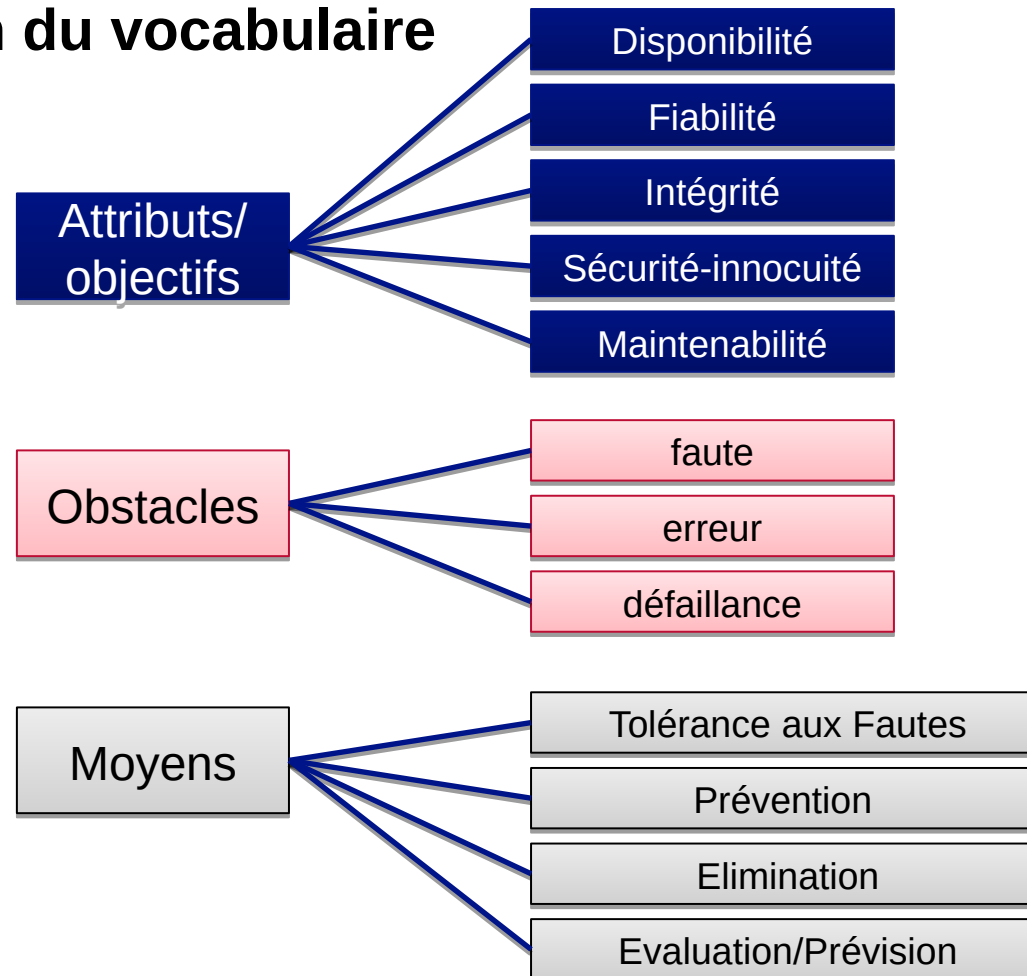 n du vocabulaire
Attributs/
objectifs
Disponibilité
Fiabilité
Intégrité
Sécurité-innocuité
Maintenabilité
Obstacles
faute
erreur
défaillance
Moyens
Tolérance aux Fautes
Prévention
Elimination
Evaluation/Prévision